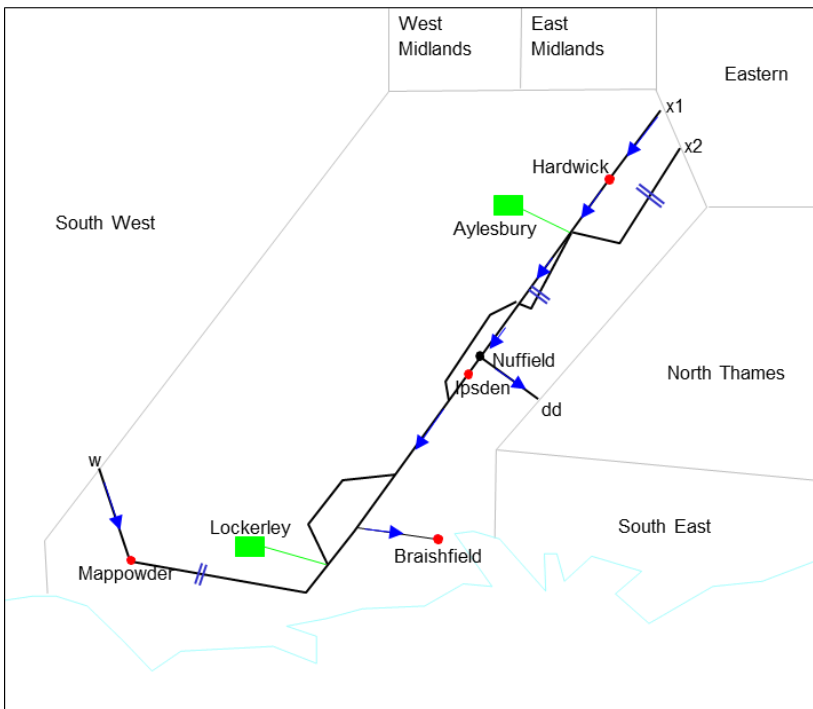 West
Midlands
East
Midlands
Eastern
x1
x2
Hardwick
South West
Aylesbury
Nuffield
Ipsden
North Thames
dd
w
Lockerley
South East
Braishfield
Mappowder